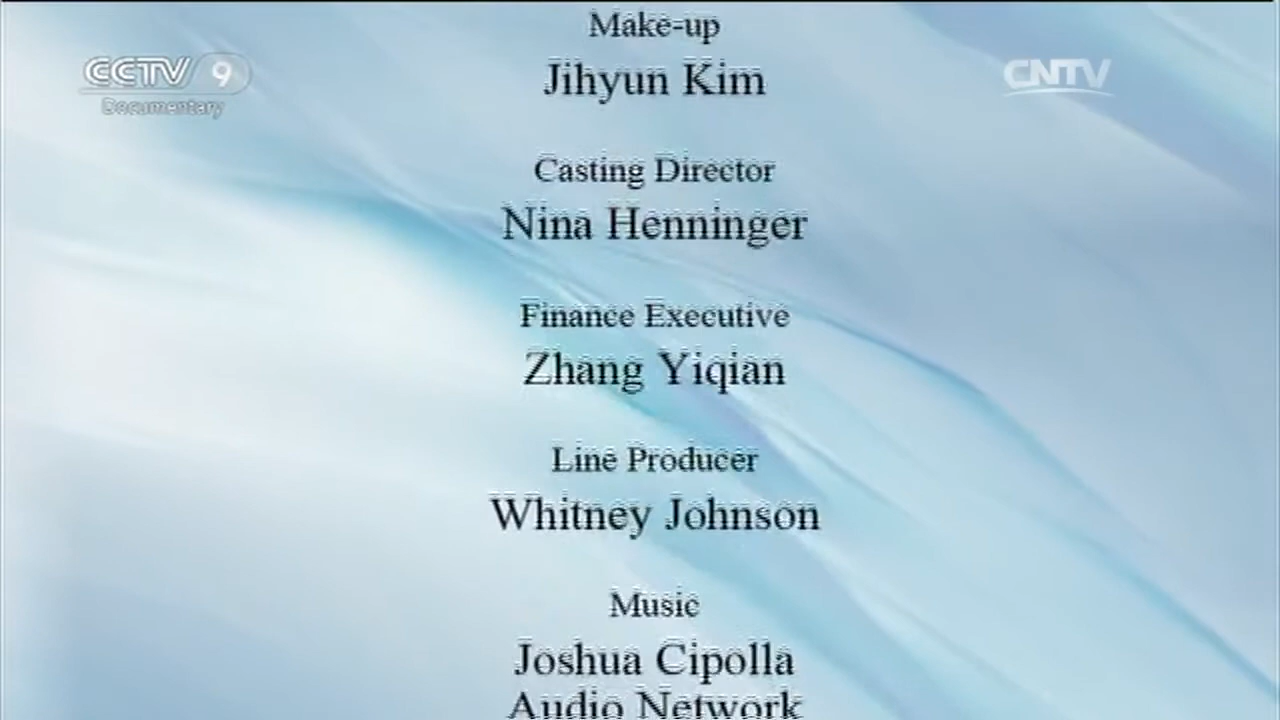 Make-up
CCTV 9
Documentary
CNTV
Jihyun Kim
Casting Director
Nina Henninger
Finance Executive
Zhang Yiqian
Line Producer
Whitney Johnson
Music
Joshua Cipolla
Audio Network